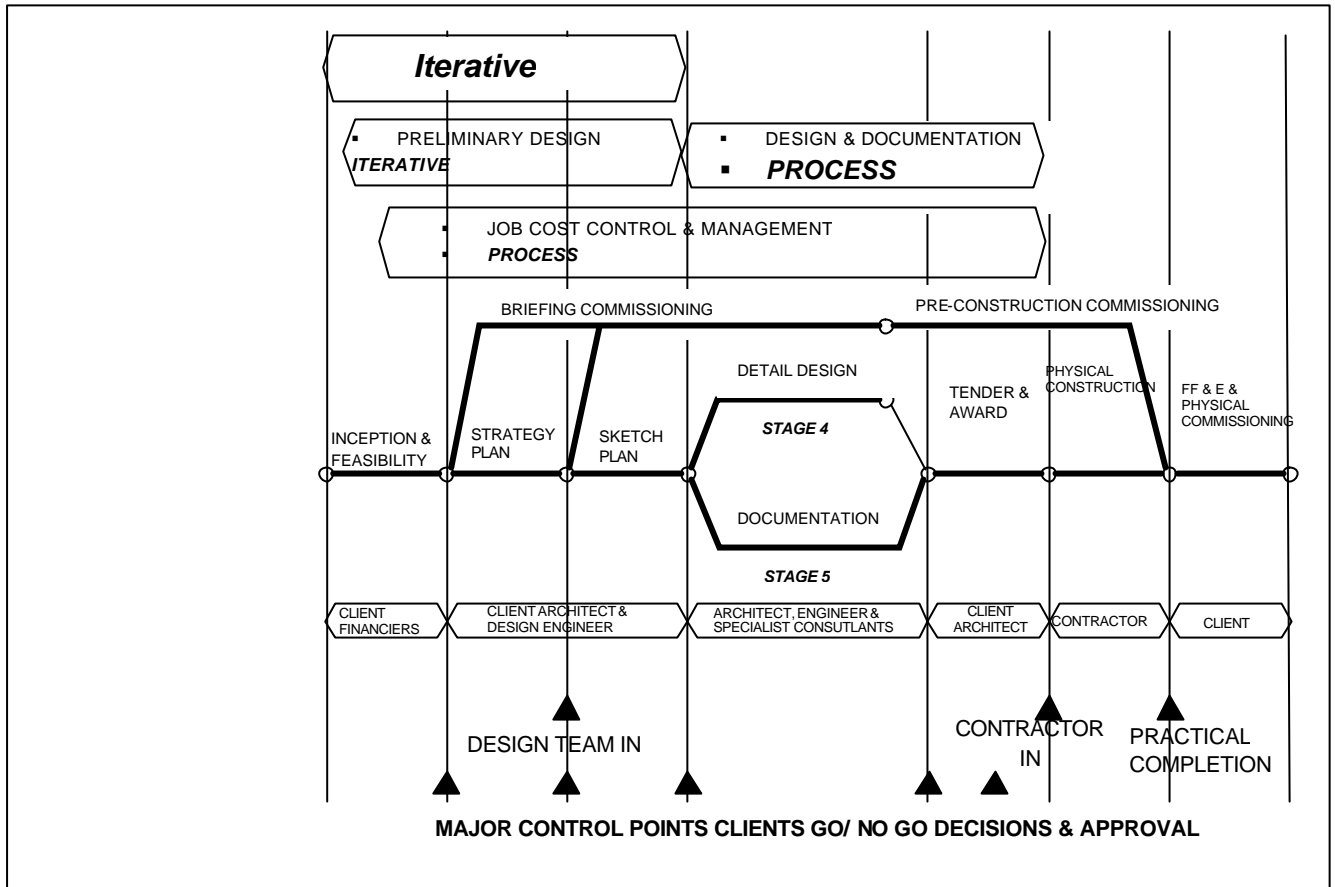 Iterative
▪ PRELIMINARY DESIGN
ITERATIVE
▪ DESIGN & DOCUMENTATION
▪ PROCESS
▪ JOB COST CONTROL & MANAGEMENT
▪ PROCESS
BRIEFING COMMISSIONING
PRE-CONSTRUCTION COMMISSIONING
INCEPTION &
FEASIBILITY
STRATEGY
PLAN
SKETCH
PLAN
DETAIL DESIGN
STAGE 4
DOCUMENTATION
STAGE 5
TENDER &
AWARD
PHYSICAL
CONSTRUCTION
FF & E &
PHYSICAL
COMMISSIONING
CLIENT
FINANCIERS
CLIENT ARCHITECT &
DESIGN ENGINEER
ARCHITECT, ENGINEER &
SPECIALIST CONSUTLANTS
CLIENT
ARCHITECT
CONTRACTOR
CLIENT
DESIGN TEAM IN
CONTRACTOR
IN
PRACTICAL
COMPLETION
MAJOR CONTROL POINTS CLIENTS GO/ NO GO DECISIONS & APPROVAL